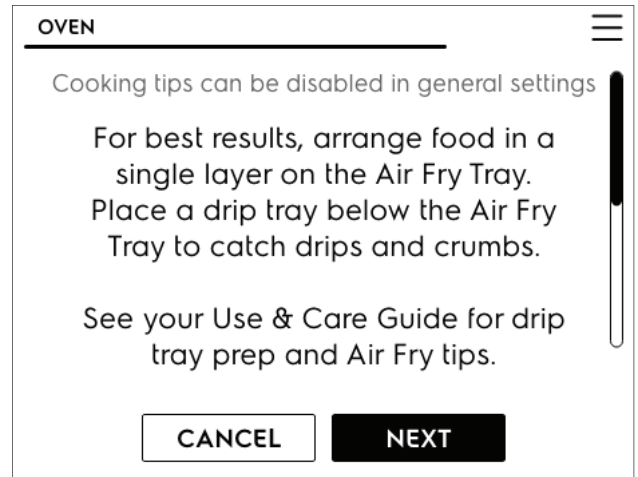 OVEN
Cooking tips can be disabled in general settings
For best results, arrange food in a
single layer on the Air Fry Tray.
Place a drip tray below the Air Fry
Tray to catch drips and crumbs.
See your Use & Care Guide for drip
tray prep and Air Fry tips.
CANCEL
NEXT